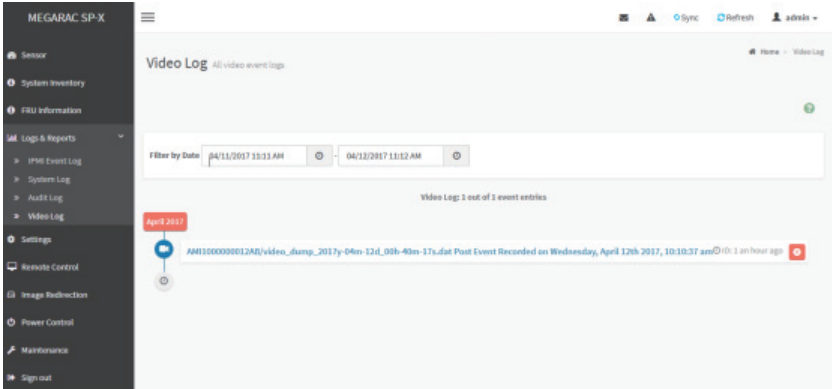 MEGARAC SP-X
Sync Refresh admin
Sensor
System Inventory
FRU Information
Logs & Reports
» IPMI Event Log
» System Log
» Audit Log
» Video Log
Settings
Remote Control
Image Redirection
Power Control
Maintenance
Sign out
Video Log All video event logs
Home > Video Log
Filter by Date 04/11/2017 11:11 AM - 04/12/2017 11:12 AM
Video Log: 1 out of 1 event entries
April 2017
AMI1000000012AB/video_dump_2017y-04m-12d_00h-40m-17s.dat Post Event Recorded on Wednesday, April 12th 2017, 10:10:37 am ID: 1 an hour ago